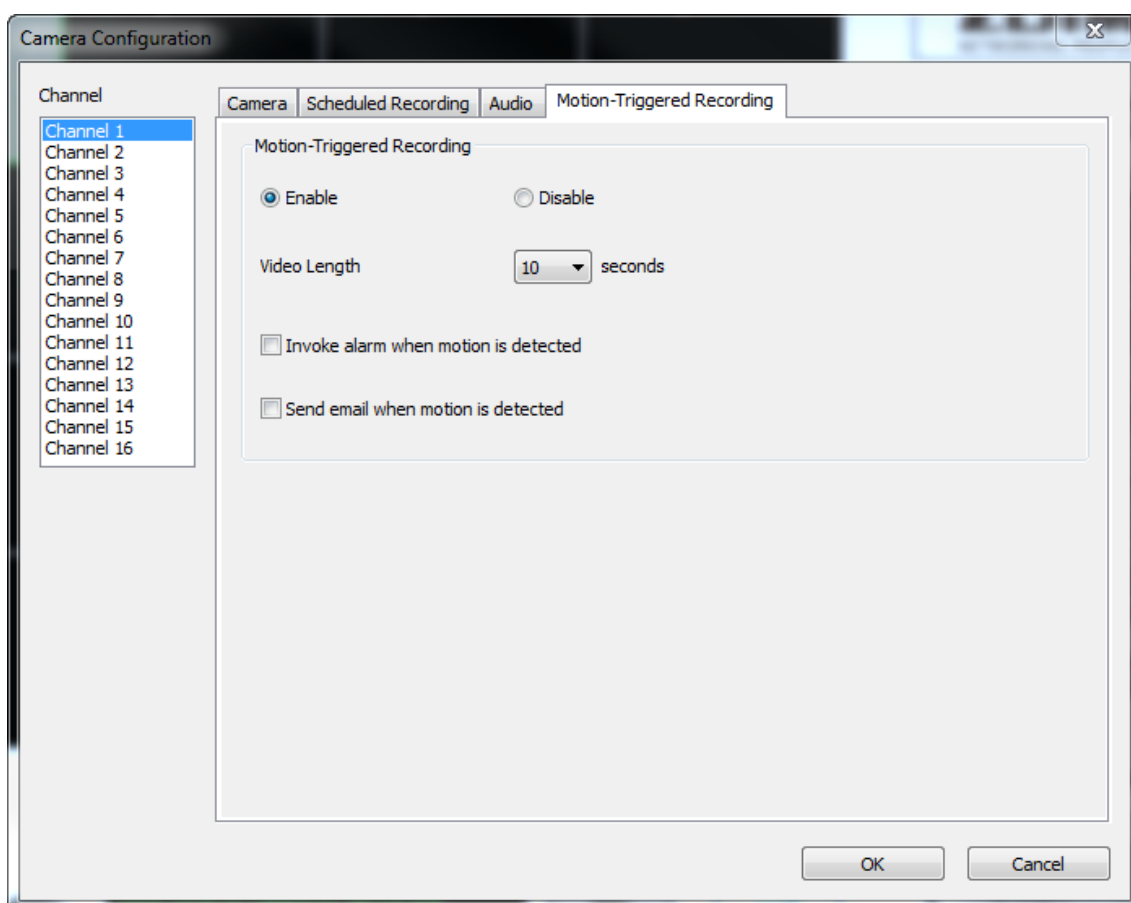 Camera Configuration
Channel
Channel 1
Channel 2
Channel 3
Channel 4
Channel 5
Channel 6
Channel 7
Channel 8
Channel 9
Channel 10
Channel 11
Channel 12
Channel 13
Channel 14
Channel 15
Channel 16
Camera Scheduled Recording Audio Motion-Triggered Recording
Motion-Triggered Recording
Enable Disable
Video Length 10 seconds
Invoke alarm when motion is detected
Send email when motion is detected
OK Cancel